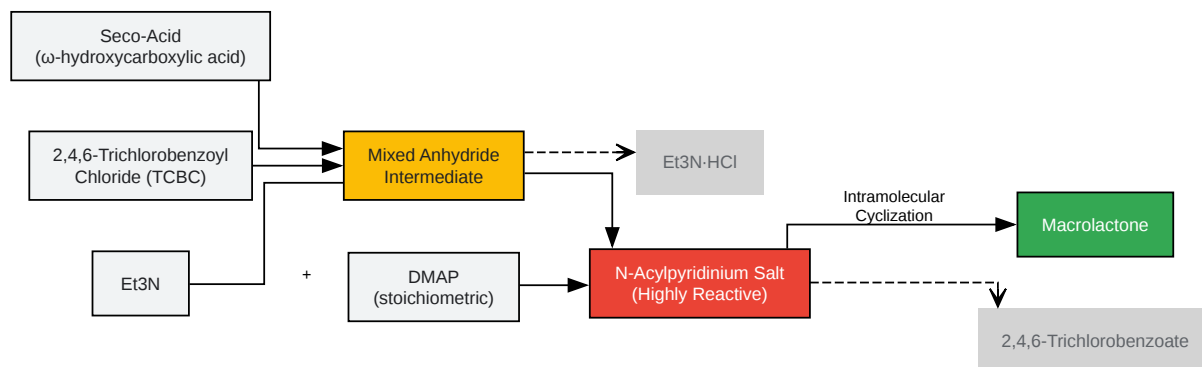 Seco-Acid
(ω-hydroxycarboxylic acid)
2,4,6-Trichlorobenzoyl
Chloride (TCBC)
Mixed Anhydride
Intermediate
Et3N·HCl
Intramolecular
Cyclization
Macrolactone
Et3N
+
DMAP
(stoichiometric)
N-Acylpyridinium Salt
(Highly Reactive)
2,4,6-Trichlorobenzoate